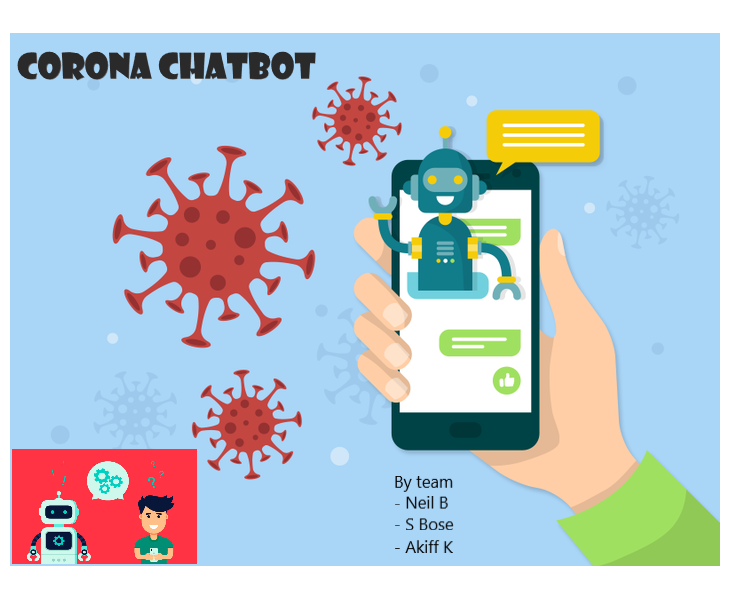 CORONA CHATBOT
By team
- Neil B
- S Bose
- Akiff K